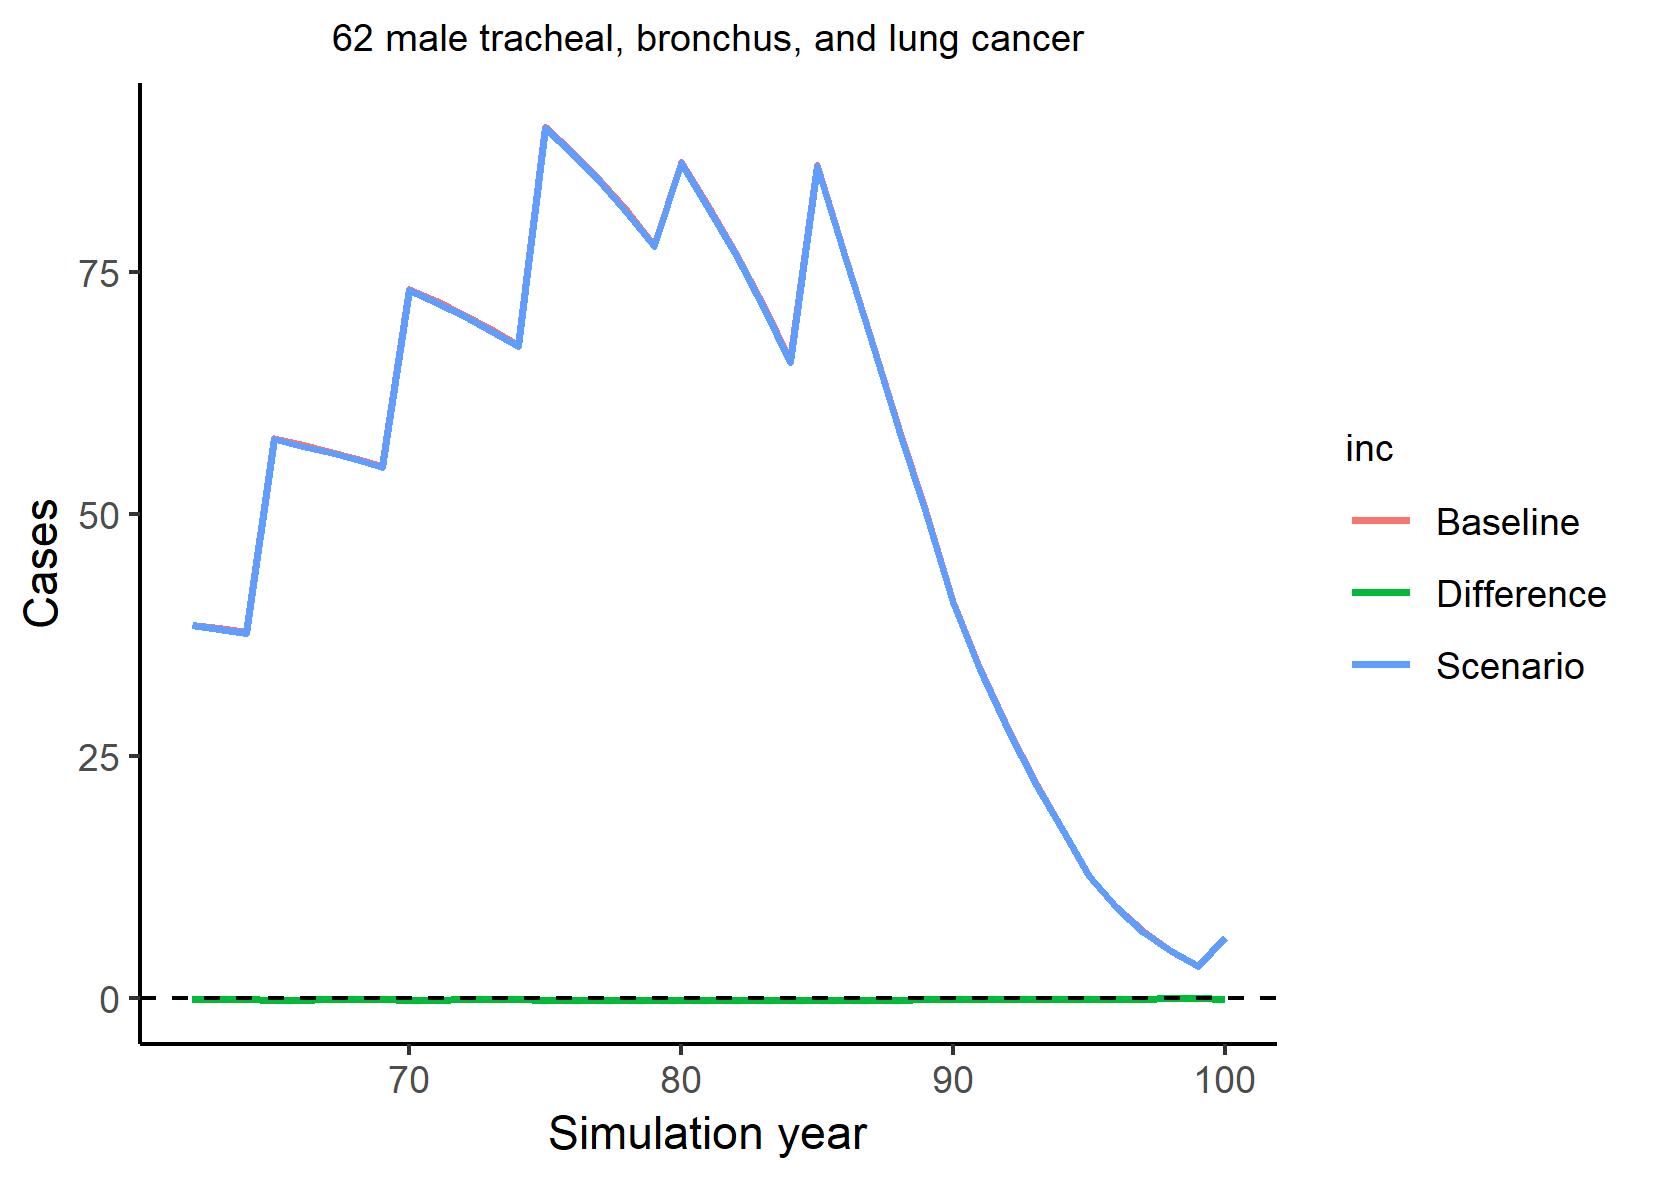 62 male tracheal, bronchus, and lung cancer
Cases
75
50
25
0
70 80 90 100
Simulation year
inc
Baseline
Difference
Scenario